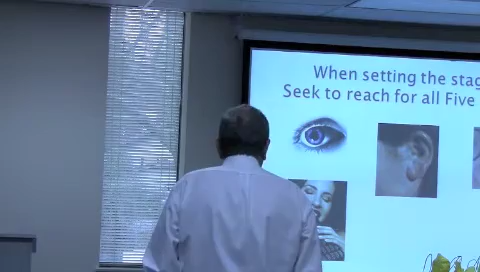 When setting the stag
Seek to reach for all Five